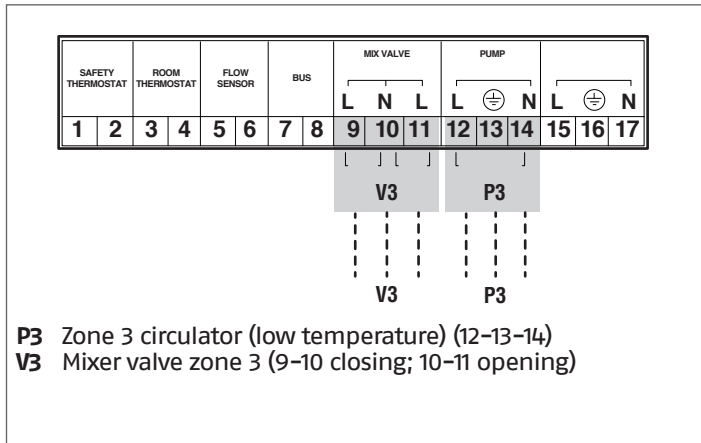 MIX VALVE PUMP
SAFETY ROOM FLOW BUS
THERMOSTAT THERMOSTAT SENSOR
L N L L N L N
1 2 3 4 5 6 7 8 9 10 11 12 13 14 15 16 17
V3 P3
V3 P3
P3 Zone 3 circulator (low temperature) (12–13–14)
V3 Mixer valve zone 3 (9–10 closing; 10–11 opening)